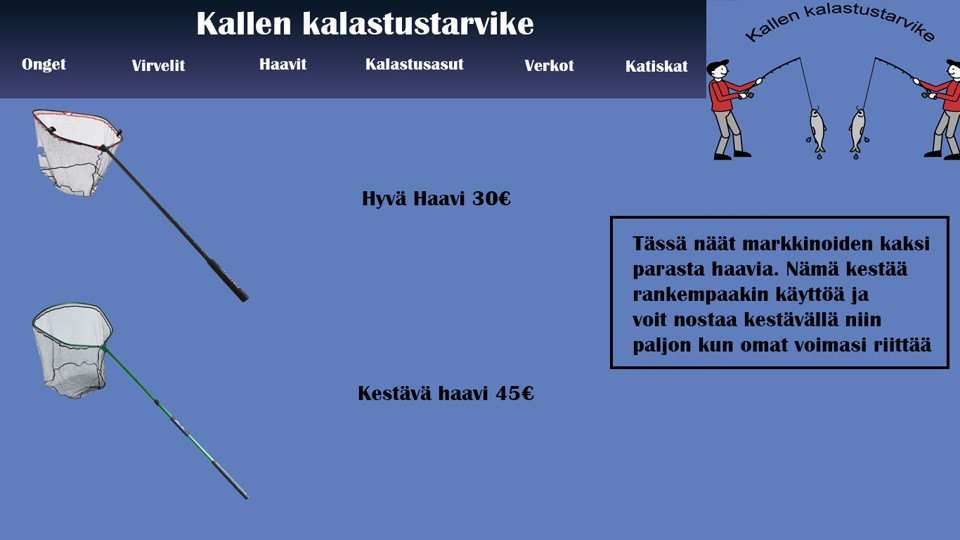 Kallen kalastustarvike
Kallen kalastustarvike
Onget Virvelit Haavit Kalastusasut Verkot Katiskat
Hyvä Haavi 30€
Tässä näät markkinoiden kaksi
parasta haavia. Nämä kestää
rankempaakin käyttöä ja
voit nostaa kestävällä niin
paljon kun omat voimasi riittää
Kestävä haavi 45€